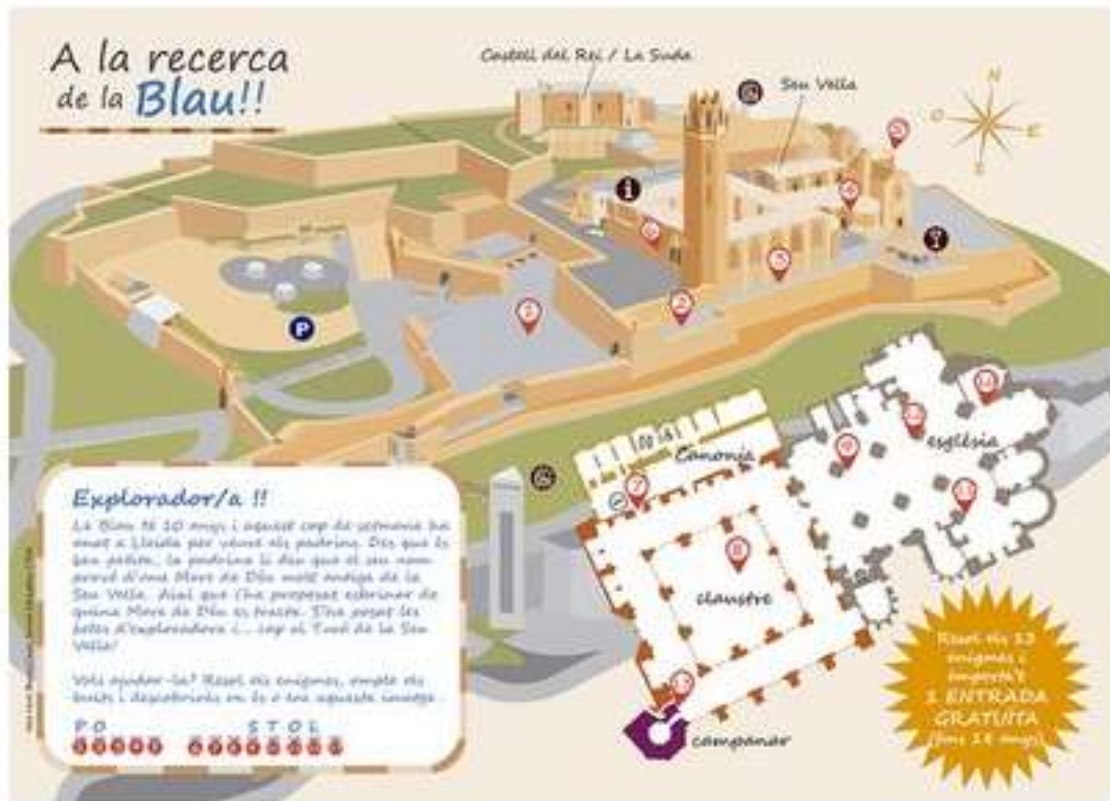 A la recerca
de la Blau!!
Castell del Rei / La Suda
Seu Vella
N
O
E
S
i
P
Canonja
església
claustre
campanar
Explorador/a !!
La Blau té 10 anys i aquest cap de setmana ha
anat a Lleida per veure els padrins. Des que és
ben petita, la padrina li diu que el seu nom
prové d'una Mare de Déu molt antiga de la
Seu Vella. Així que s'ha proposat esbrinar de
quina Mare de Déu es tracta. S'ha posat les
botes d'exploradora i... cap al Turó de la Seu
Vella!
Vols ajudar-la? Resol els enigmes, omple els
buits i descobriràs on és o era aquesta imatge.
PO
STOL
Resol els 13
enigmes i
emporta't
1 ENTRADA
GRATUÏTA